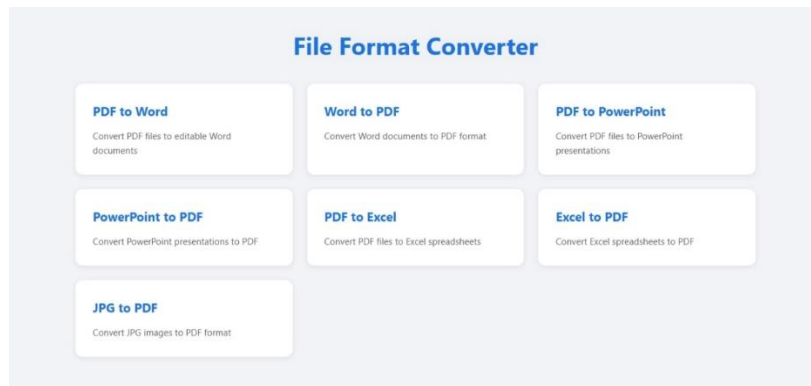 File Format Converter
PDF to Word
Convert PDF files to editable Word
documents
Word to PDF
Convert Word documents to PDF format
PDF to PowerPoint
Convert PDF files to PowerPoint
presentations
PowerPoint to PDF
Convert PowerPoint presentations to PDF
PDF to Excel
Convert PDF files to Excel spreadsheets
Excel to PDF
Convert Excel spreadsheets to PDF
JPG to PDF
Convert JPG images to PDF format